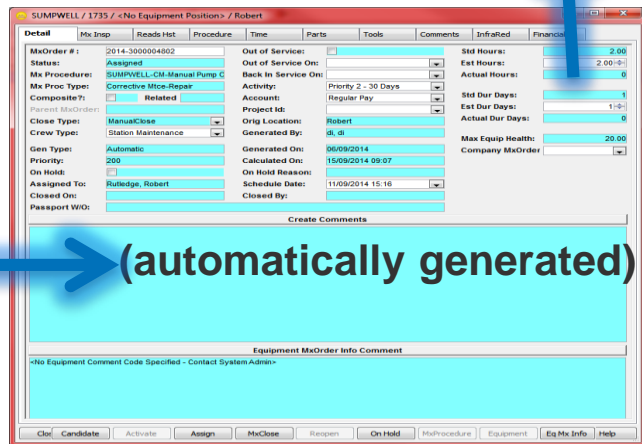 SUMPWELL / 1735 / <No Equipment Position> / Robert
Detail Mx Insp Reads Hst Procedure Time Parts Tools Comments InfraRed Financial
MxOrder # : 2014-3000004802 Out of Service: Std Hours: 2.00
Status: Assigned Out of Service On: Est Hours: 2.00
Mx Procedure: SUMPWELL-CM-Manual Pump C Back In Service On: Actual Hours: 0
Mx Proc Type: Corrective Mtce-Repair Activity: Priority 2 - 30 Days
Composite?: Related Account: Regular Pay Std Dur Days: 1
Parent MxOrder: Project Id: Est Dur Days: 1
Close Type: ManualClose Orig Location: Robert Actual Dur Days: 0
Crew Type: Station Maintenance Generated By: di, di
Max Equip Health: 20.00
Gen Type: Automatic Generated On: 06/09/2014 Company MxOrder
Priority: 200 Calculated On: 15/09/2014 09:07
On Hold: On Hold Reason:
Assigned To: Rutledge, Robert Schedule Date: 11/09/2014 15:16
Closed On: Closed By:
Passport W/O:
Create Comments
(automatically generated)
Equipment MxOrder Info Comment
<No Equipment Comment Code Specified - Contact System Admin>
Candidate Activate Assign MxClose Reopen On Hold MxProcedure Equipment Eq Mx Info Help